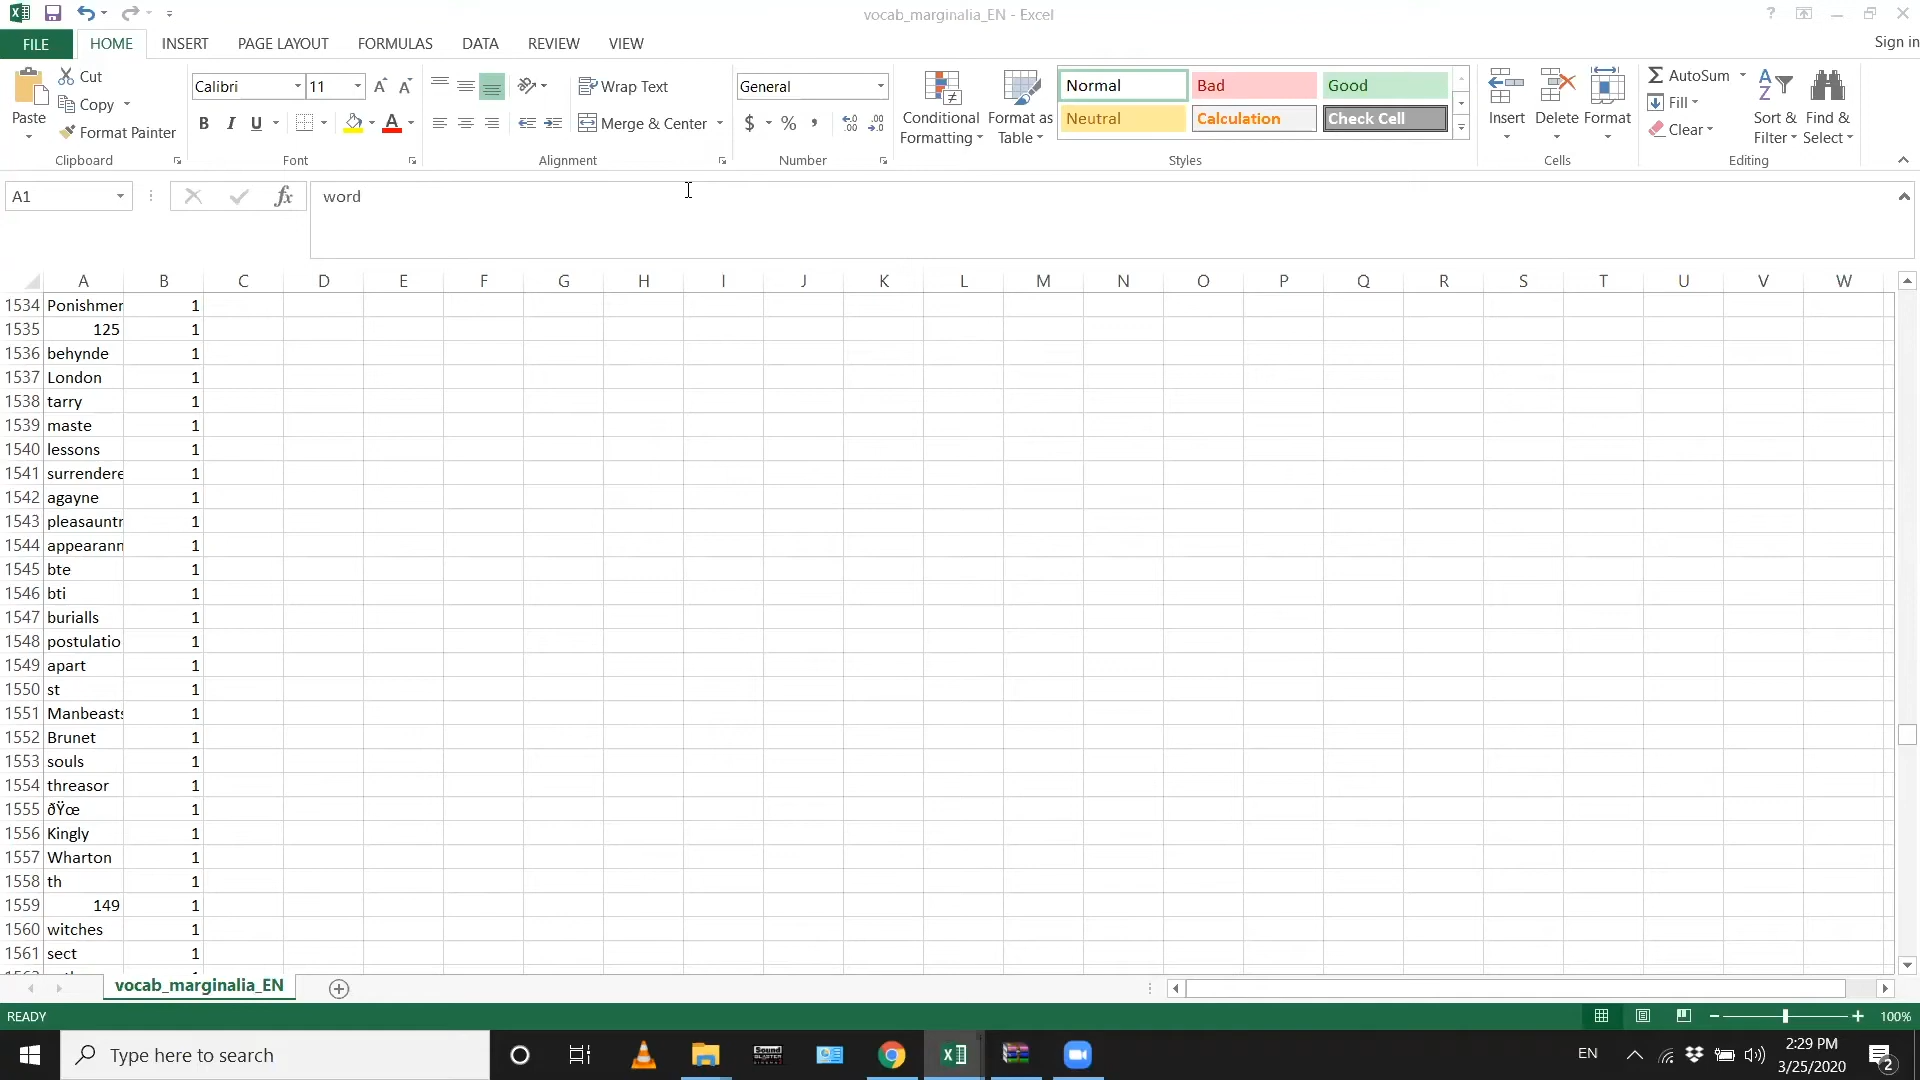 vocab_marginalia_EN - Excel
?
Sign in
FILE HOME INSERT PAGE LAYOUT FORMULAS DATA REVIEW VIEW
Paste
Cut
Copy
Format Painter
Clipboard
Calibri 11
B I U A
Font
Wrap Text
Merge & Center
Alignment
General
$ % ,
Number
Conditional Formatting
Format as Table
Normal Bad Good
Neutral Calculation Check Cell
Styles
Insert Delete Format
Cells
AutoSum
Fill
Clear
Sort & Filter
Find & Select
Editing
A1 fx word
A B C D E F G H I J K L M N O P Q R S T U V W
1534 Ponishmer 1
1535 125 1
1536 behynde 1
1537 London 1
1538 tarry 1
1539 maste 1
1540 lessons 1
1541 surrendere 1
1542 agayne 1
1543 pleasauntr 1
1544 appearann 1
1545 bte 1
1546 bti 1
1547 burialls 1
1548 postulatio 1
1549 apart 1
1550 st 1
1551 Manbeasts 1
1552 Brunet 1
1553 souls 1
1554 threasor 1
1555 ðŸœ 1
1556 Kingly 1
1557 Wharton 1
1558 th 1
1559 149 1
1560 witches 1
1561 sect 1
vocab_marginalia_EN
READY
100%
Type here to search
EN
2:29 PM
3/25/2020
2